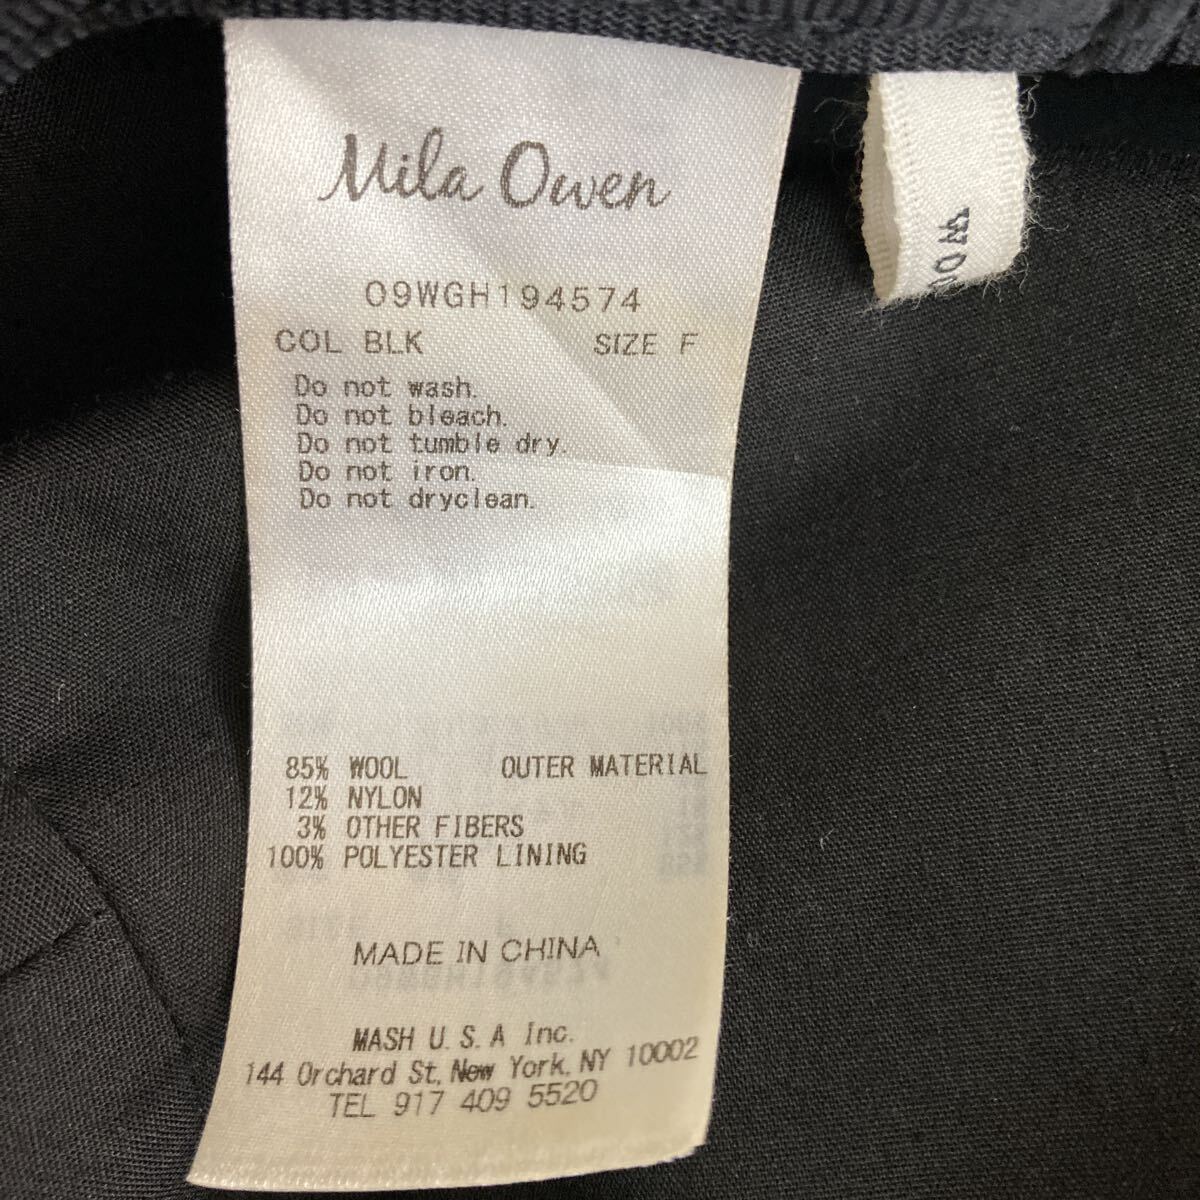 Mila Owen
09WGH194574
COL BLK SIZE F
Do not wash.
Do not bleach.
Do not tumble dry.
Do not iron.
Do not dryclean.
85% WOOL OUTER MATERIAL
12% NYLON
3% OTHER FIBERS
100% POLYESTER LINING
MADE IN CHINA
MASH U.S.A Inc.
144 Orchard St, New York, NY 10002
TEL 917 409 5520